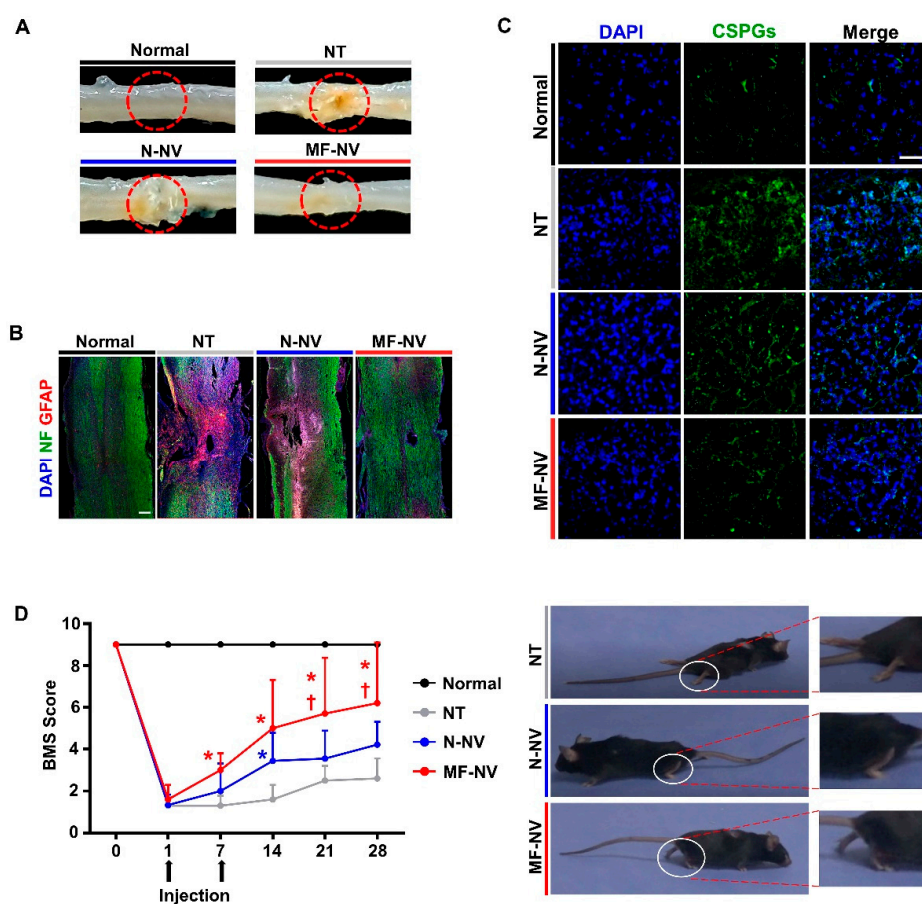 A
Normal
NT
N-NV
MF-NV
B
Normal
NT
N-NV
MF-NV
DAPI NF GFAP
C
DAPI
CSPGs
Merge
Normal
NT
N-NV
MF-NV
D
BMS Score
9
6
4
2
0
*
*
*
†
*
†
*
0
1
7
14
21
28
Injection
Normal
NT
N-NV
MF-NV
NT
N-NV
MF-NV